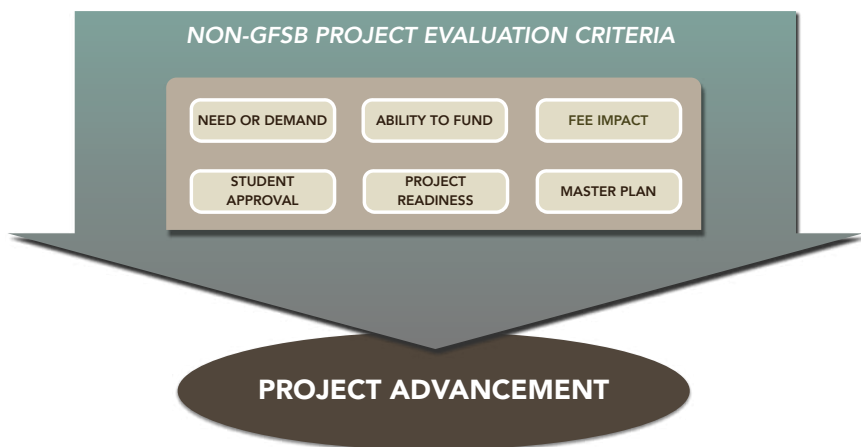 NON-GFSB PROJECT EVALUATION CRITERIA
NEED OR DEMAND
ABILITY TO FUND
FEE IMPACT
STUDENT
APPROVAL
PROJECT
READINESS
MASTER PLAN
PROJECT ADVANCEMENT